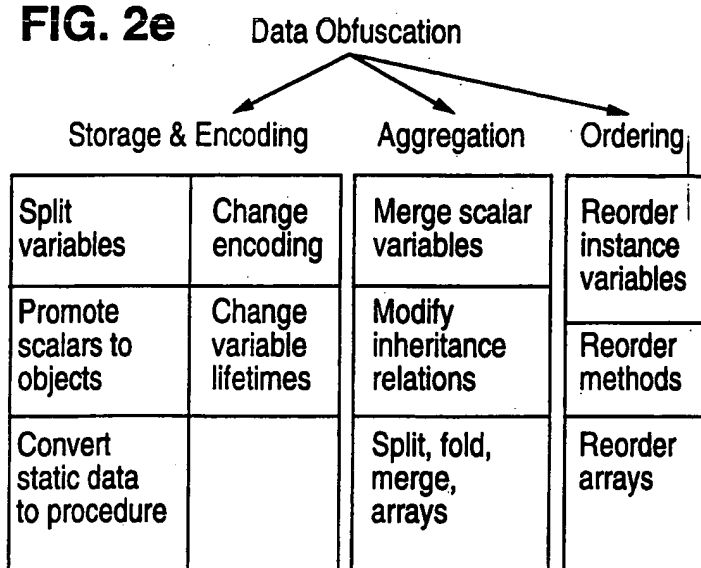 FIG. 2e
Data Obfuscation
Storage & Encoding
Aggregation
Ordering
Split
variables
Change
encoding
Merge scalar
variables
Reorder
instance
variables
Promote
scalars to
objects
Change
variable
lifetimes
Modify
inheritance
relations
Reorder
methods
Convert
static data
to procedure
Split, fold,
merge,
arrays
Reorder
arrays